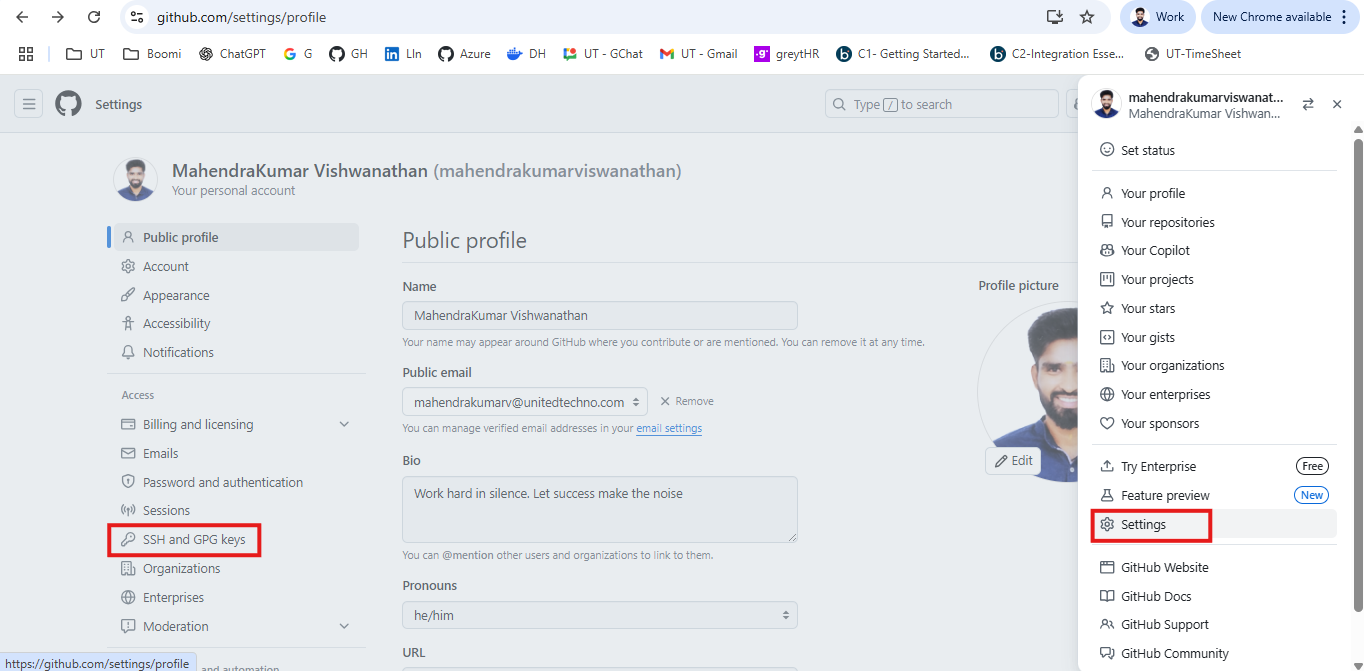 github.com/settings/profile
Work
New Chrome available
UT
Boomi
ChatGPT
G
GH
LIn
Azure
DH
UT - GChat
UT - Gmail
greytHR
C1- Getting Started...
C2-Integration Esse...
UT-TimeSheet
Settings
Type / to search
MahendraKumar Vishwanathan (mahendrakumarviswanathan)
Your personal account
Public profile
Account
Appearance
Accessibility
Notifications
Access
Billing and licensing
Emails
Password and authentication
Sessions
SSH and GPG keys
Organizations
Enterprises
Moderation
and automation
https://github.com/settings/profile
Public profile
Name
MahendraKumar Vishwanathan
Your name may appear around GitHub where you contribute or are mentioned. You can remove it at any time.
Public email
mahendrakumarv@unitedtechno.com
Remove
You can manage verified email addresses in your email settings
Bio
Work hard in silence. Let success make the noise
You can @mention other users and organizations to link to them.
Pronouns
he/him
URL
Profile picture
Edit
mahendrakumarviswanat...
MahendraKumar Vishwan...
Set status
Your profile
Your repositories
Your Copilot
Your projects
Your stars
Your gists
Your organizations
Your enterprises
Your sponsors
Try Enterprise
Free
Feature preview
New
Settings
GitHub Website
GitHub Docs
GitHub Support
GitHub Community